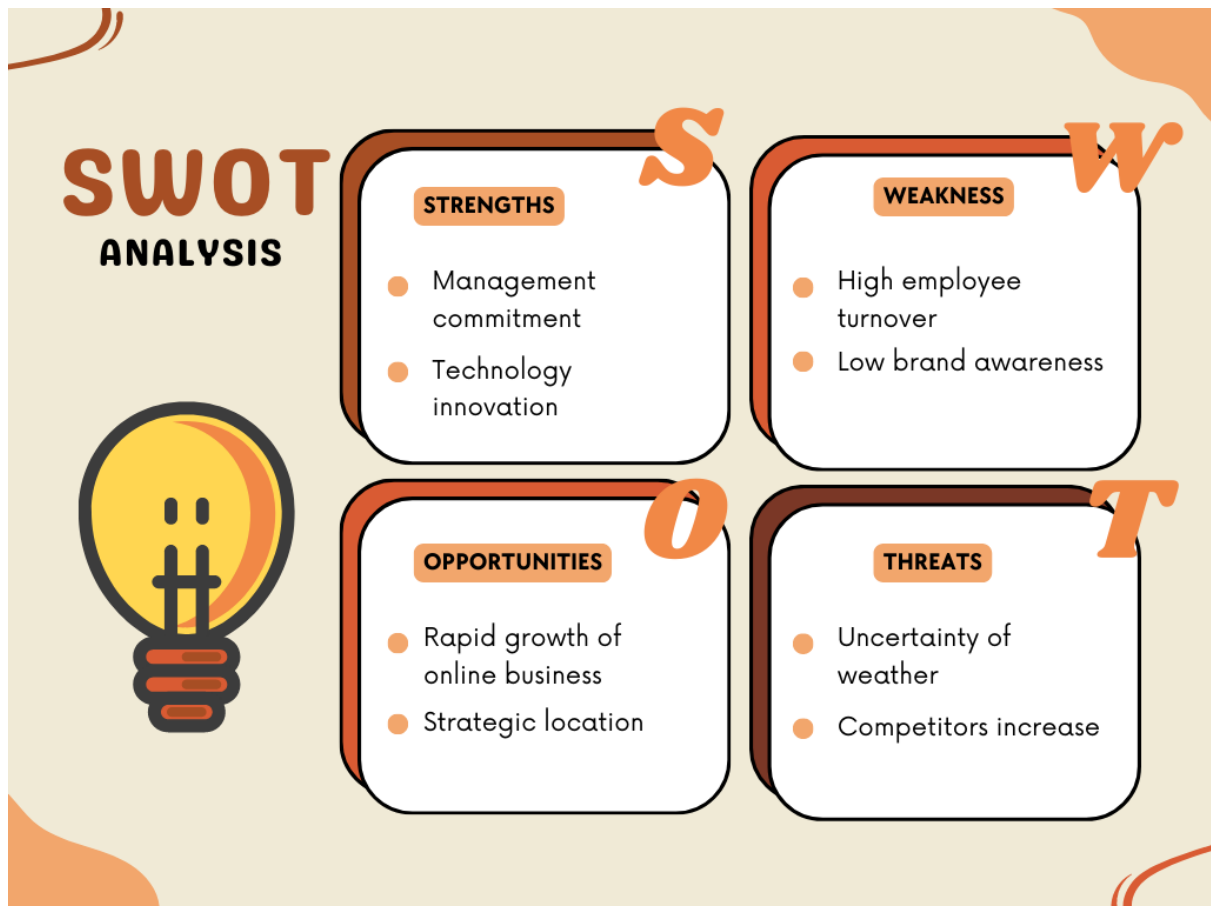 SWOT
ANALYSIS
S
STRENGTHS
Management
commitment
Technology
innovation
W
WEAKNESS
High employee
turnover
Low brand awareness
O
OPPORTUNITIES
Rapid growth of
online business
Strategic location
T
THREATS
Uncertainty of
weather
Competitors increase